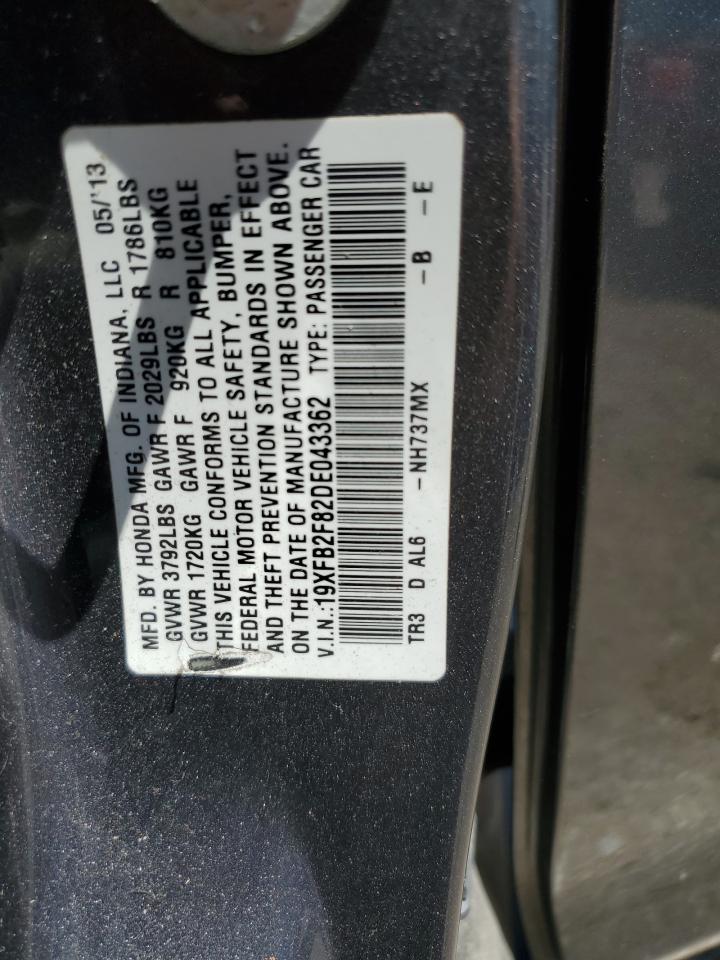 MFD. BY HONDA MFG. OF INDIANA, LLC 05/'13
GVWR 3792LBS GAWR F 2029LBS R 1786LBS
GVWR 1720KG GAWR F 920KG R 810KG
THIS VEHICLE CONFORMS TO ALL APPLICABLE
FEDERAL MOTOR VEHICLE SAFETY, BUMPER,
AND THEFT PREVENTION STANDARDS IN EFFECT
ON THE DATE OF MANUFACTURE SHOWN ABOVE.
V.I.N.:19XFB2F82DE043362 TYPE: PASSENGER CAR
TR3 D AL6 -NH737MX -B -E